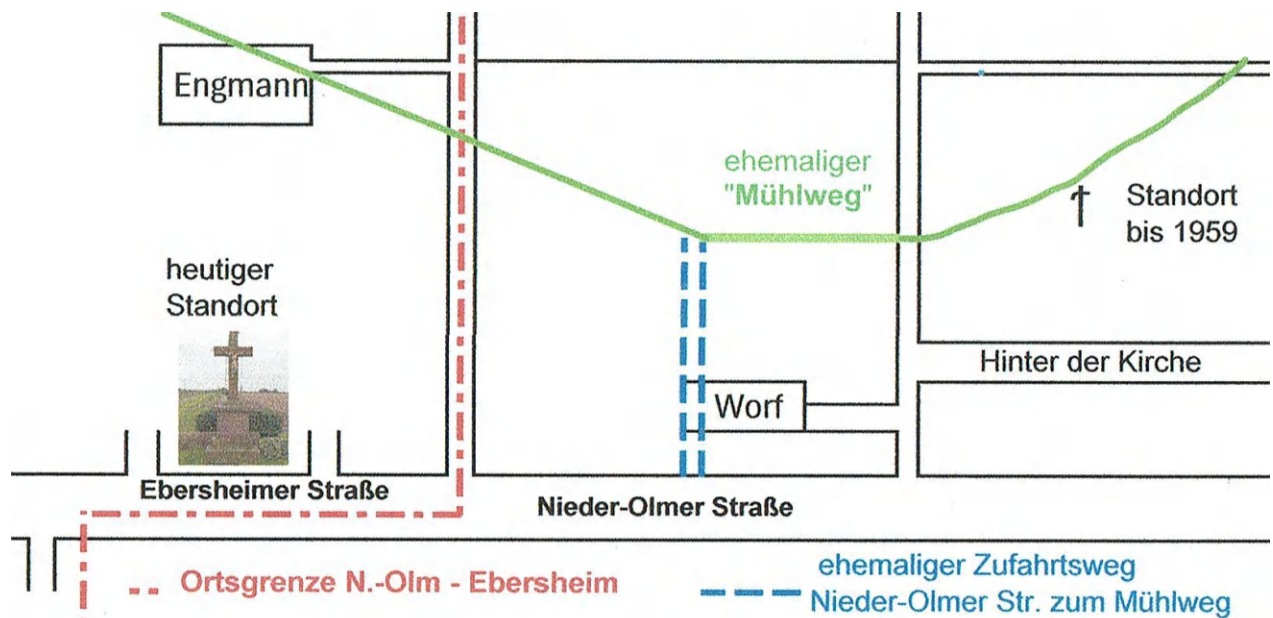 Engmann
ehemaliger
"Mühlweg"
Standort
bis 1959
heutiger
Standort
Hinter der Kirche
Worf
Ebersheimer Straße
Nieder-Olmer Straße
Ortsgrenze N.-Olm - Ebersheim
ehemaliger Zufahrtsweg
Nieder-Olmer Str. zum Mühlweg